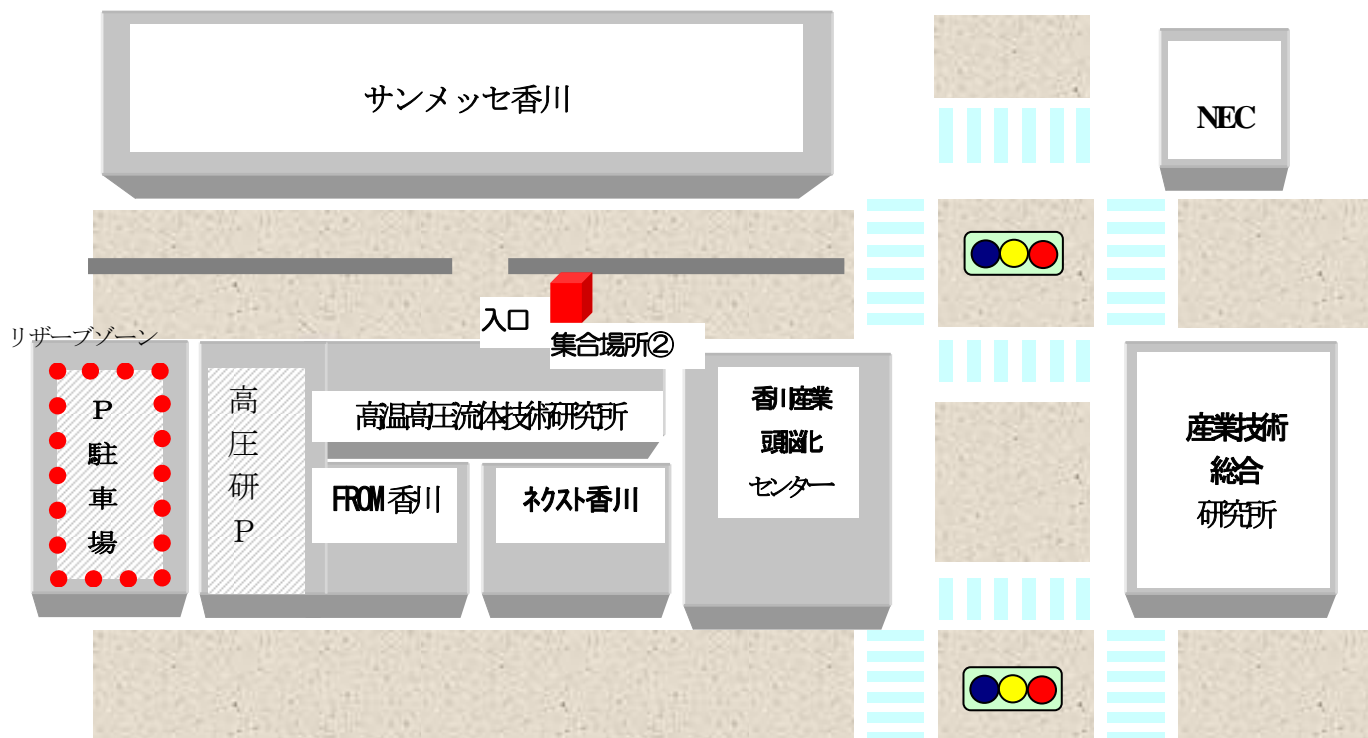 サンメッセ香川
NEC
入口
集合場所②
リザーブゾーン
P
駐
車
場
高
圧
研
P
高温高圧流体技術研究所
FROM香川
ネクスト香川
香川産業
頭脳化
センター
産業技術
総合
研究所